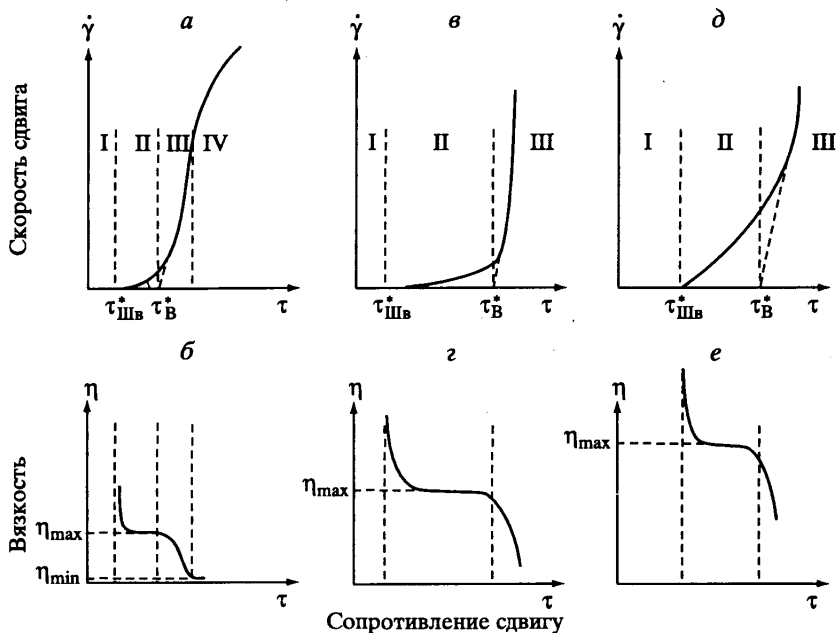 γ̇ а γ̇ в γ̇ д
Скорость сдвига
I II III IV I II III I II III
τ*Шв τ*В τ τ*Шв τ*В τ τ*Шв τ*В τ
б г е
η η η
Вязкость
ηmax ηmax ηmax
ηmin
τ τ τ
Сопротивление сдвигу